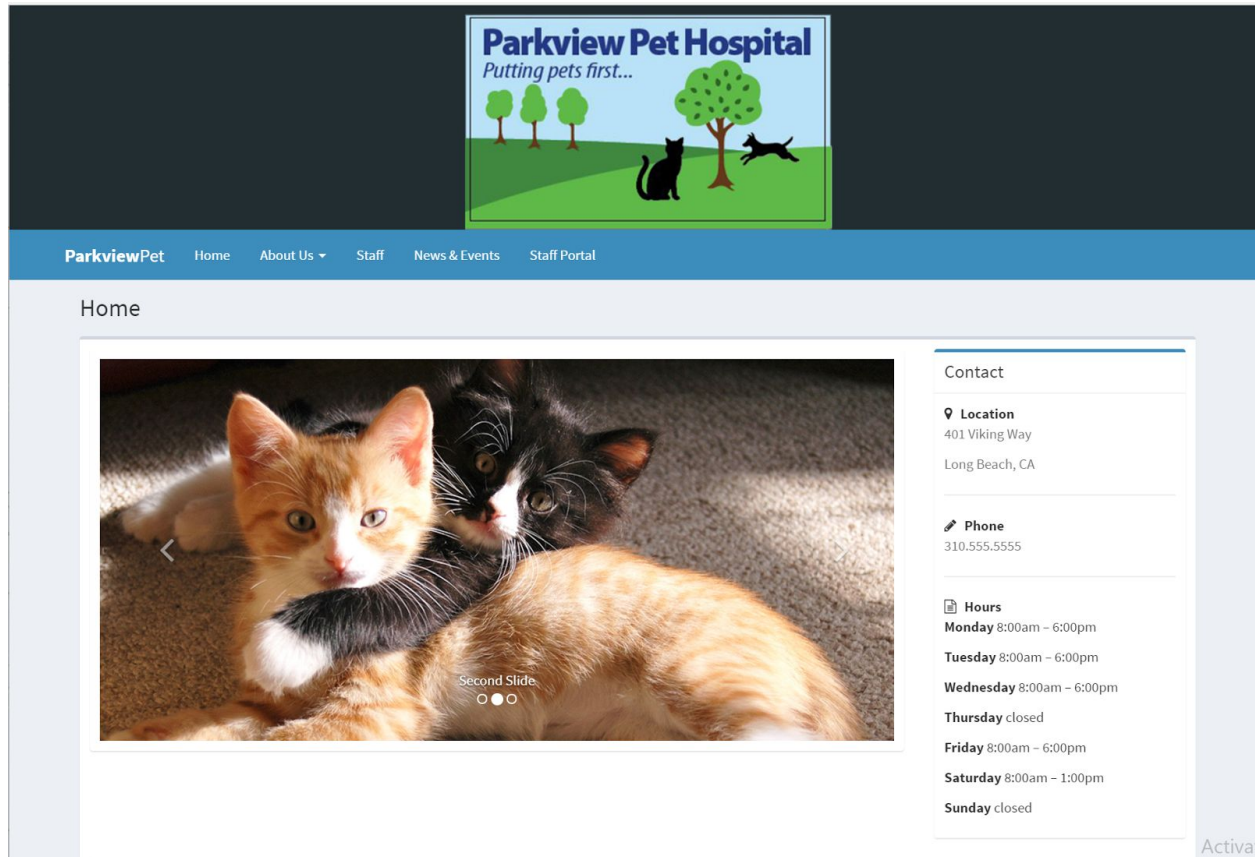 Parkview Pet Hospital
Putting pets first...
ParkviewPet Home About Us Staff News & Events Staff Portal
Home
Second Slide
Contact
Location
401 Viking Way
Long Beach, CA
Phone
310.555.5555
Hours
Monday 8:00am – 6:00pm
Tuesday 8:00am – 6:00pm
Wednesday 8:00am – 6:00pm
Thursday closed
Friday 8:00am – 6:00pm
Saturday 8:00am – 1:00pm
Sunday closed
Activa